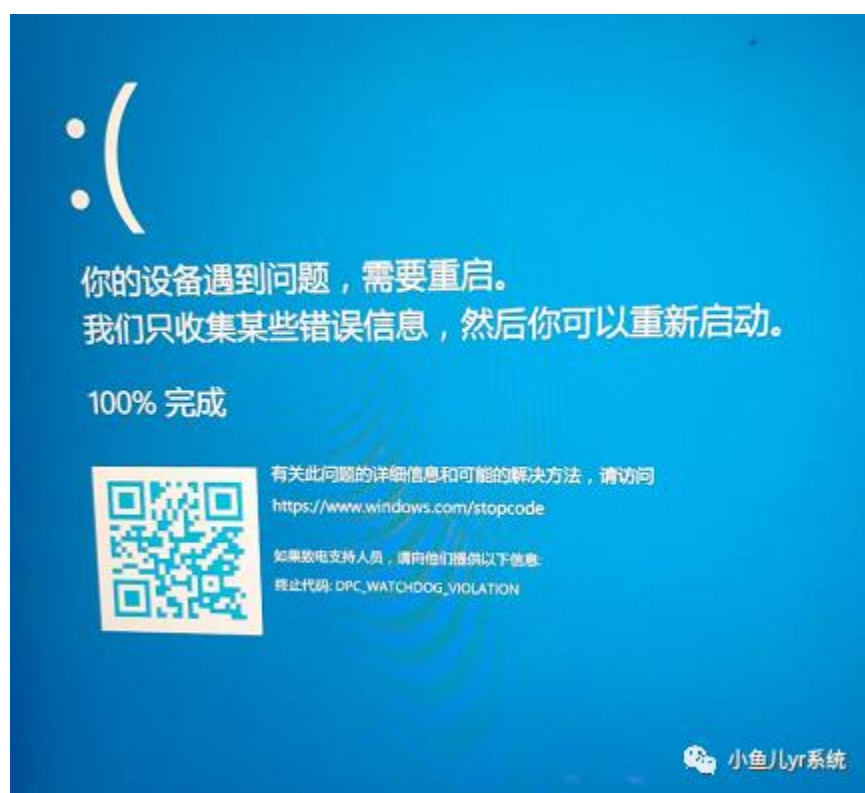 :(
你的设备遇到问题，需要重启。
我们只收集某些错误信息，然后你可以重新启动。
100% 完成
有关此问题的详细信息和可能的解决方法，请访问
https://www.windows.com/stopcode
如果致电支持人员，请向他们提供以下信息:
终止代码: DPC_WATCHDOG_VIOLATION
小鱼儿yr系统